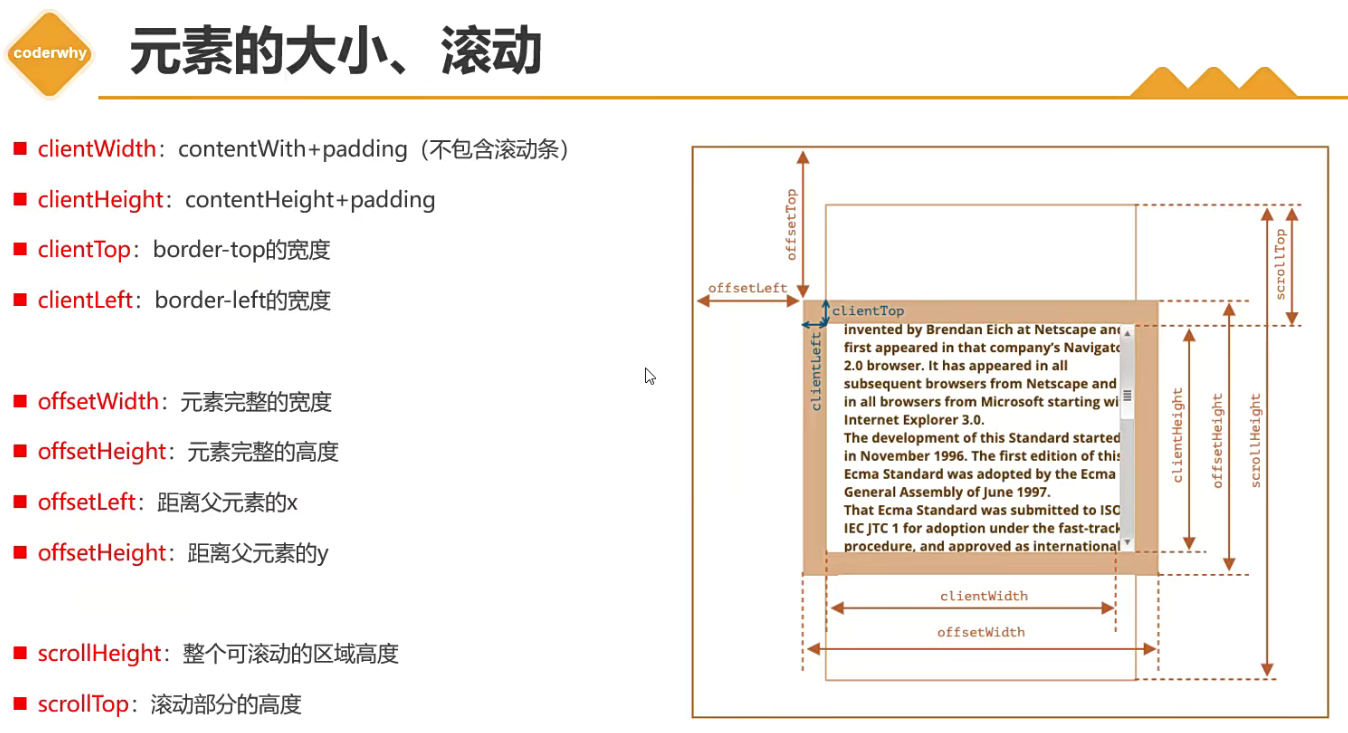 coderwhy
元素的大小、滚动
clientWidth：contentWith+padding（不包含滚动条）
clientHeight：contentHeight+padding
clientTop：border-top的宽度
clientLeft：border-left的宽度
offsetWidth：元素完整的宽度
offsetHeight：元素完整的高度
offsetLeft：距离父元素的x
offsetHeight：距离父元素的y
scrollHeight：整个可滚动的区域高度
scrollTop：滚动部分的高度
offsetTop
offsetLeft
clientTop
clientLeft
invented by Brendan Eich at Netscape and
first appeared in that company's Navigato
2.0 browser. It has appeared in all
subsequent browsers from Netscape and
in all browsers from Microsoft starting wi
Internet Explorer 3.0.
The development of this Standard started
in November 1996. The first edition of this
Ecma Standard was adopted by the Ecma
General Assembly of June 1997.
That Ecma Standard was submitted to ISO
IEC JTC 1 for adoption under the fast-track
procedure, and approved as international
scrollTop
clientHeight
offsetHeight
scrollHeight
clientWidth
offsetWidth